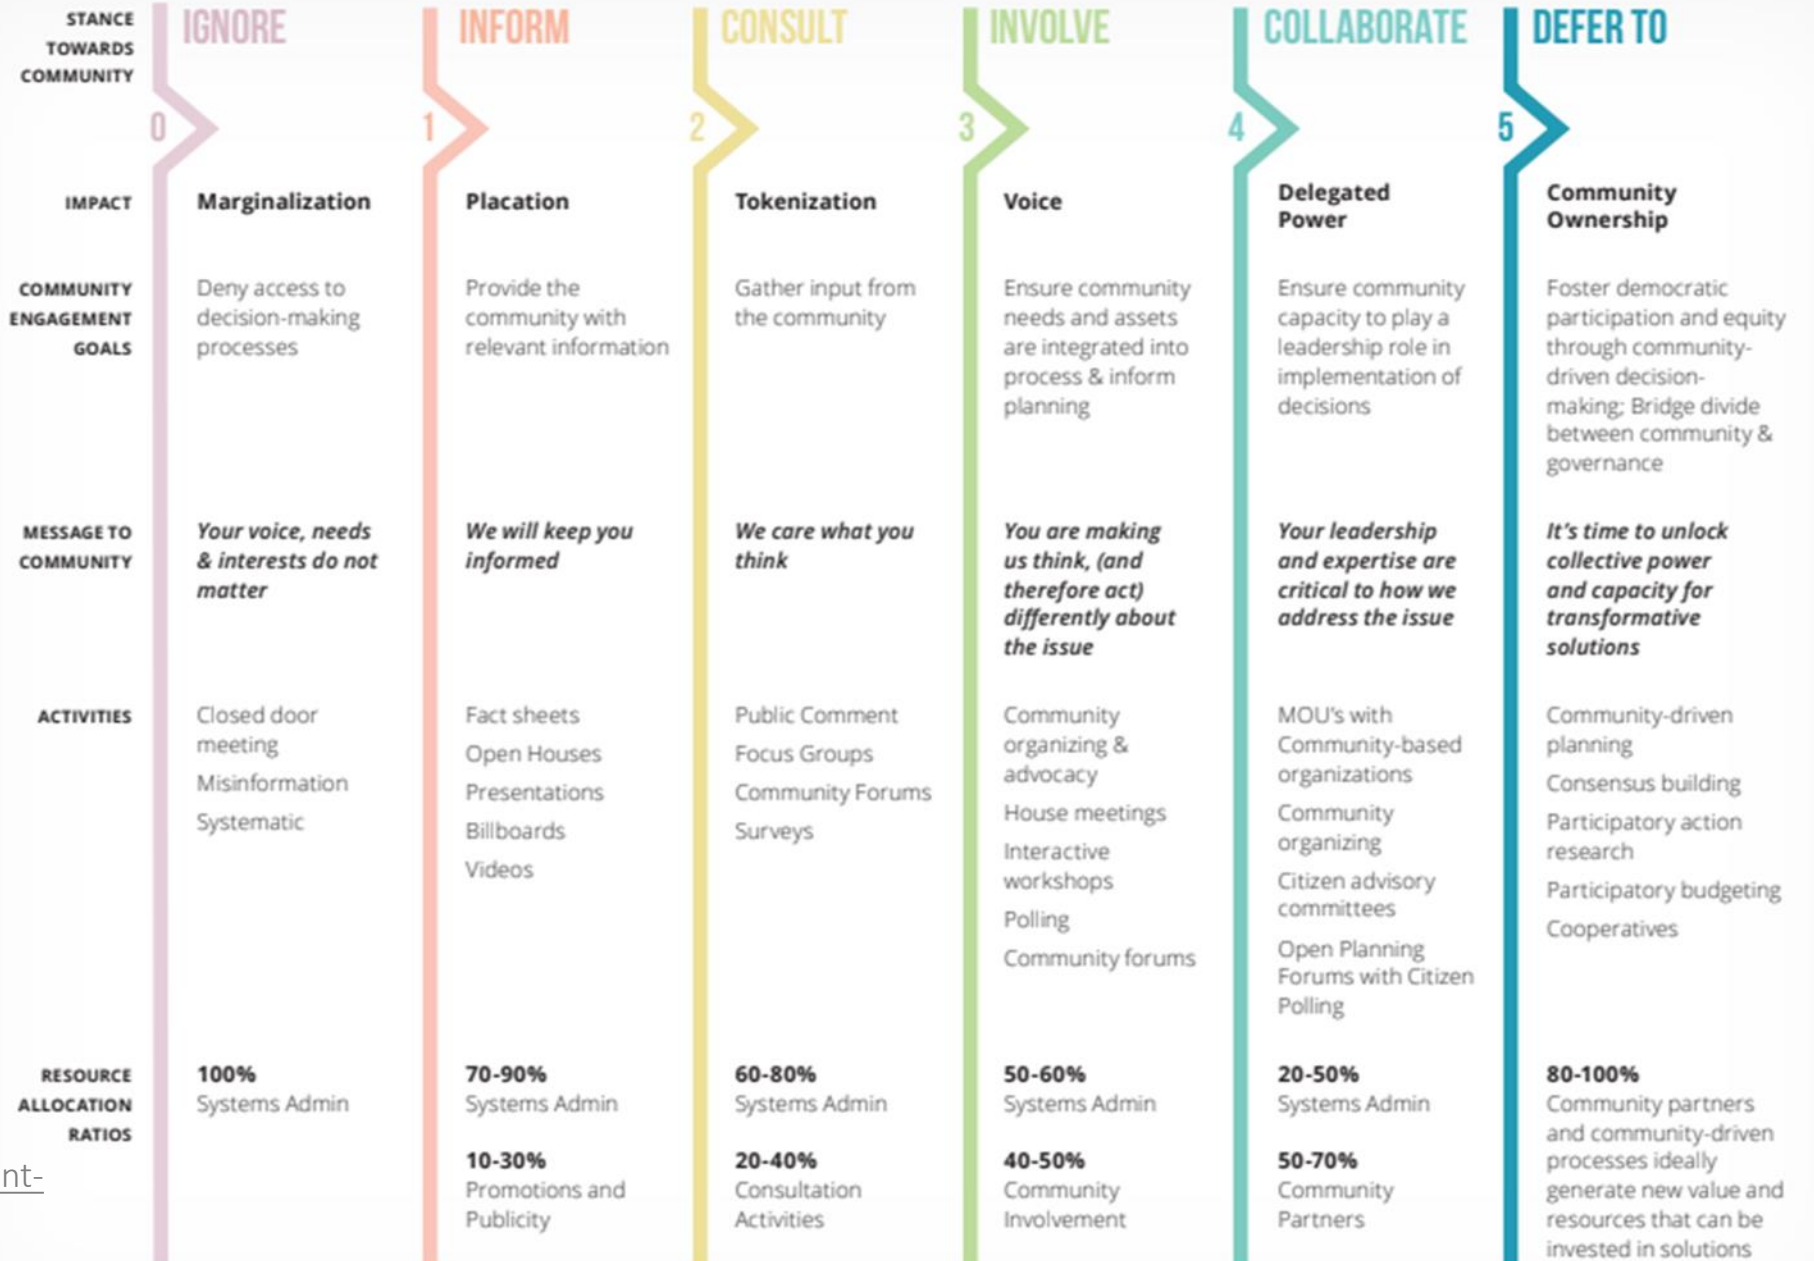 STANCE
TOWARDS
COMMUNITY
IGNORE
INFORM
CONSULT
INVOLVE
COLLABORATE
DEFER TO
0
1
2
3
4
5
IMPACT
Marginalization
Placation
Tokenization
Voice
Delegated
Power
Community
Ownership
COMMUNITY
ENGAGEMENT
GOALS
Deny access to
decision-making
processes
Provide the
community with
relevant information
Gather input from
the community
Ensure community
needs and assets
are integrated into
process & inform
planning
Ensure community
capacity to play a
leadership role in
implementation of
decisions
Foster democratic
participation and equity
through community-
driven decision-
making; Bridge divide
between community &
governance
MESSAGE TO
COMMUNITY
Your voice, needs
& interests do not
matter
We will keep you
informed
We care what you
think
You are making
us think, (and
therefore act)
differently about
the issue
Your leadership
and expertise are
critical to how we
address the issue
It's time to unlock
collective power
and capacity for
transformative
solutions
ACTIVITIES
Closed door
meeting
Misinformation
Systematic
Fact sheets
Open Houses
Presentations
Billboards
Videos
Public Comment
Focus Groups
Community Forums
Surveys
Community
organizing &
advocacy
House meetings
Interactive
workshops
Polling
Community forums
MOU's with
Community-based
organizations
Community
organizing
Citizen advisory
committees
Open Planning
Forums with Citizen
Polling
Community-driven
planning
Consensus building
Participatory action
research
Participatory budgeting
Cooperatives
RESOURCE
ALLOCATION
RATIOS
100%
Systems Admin
70-90%
Systems Admin
10-30%
Promotions and
Publicity
60-80%
Systems Admin
20-40%
Consultation
Activities
50-60%
Systems Admin
40-50%
Community
Involvement
20-50%
Systems Admin
50-70%
Community
Partners
80-100%
Community partners
and community-driven
processes ideally
generate new value and
resources that can be
invested in solutions
nt-